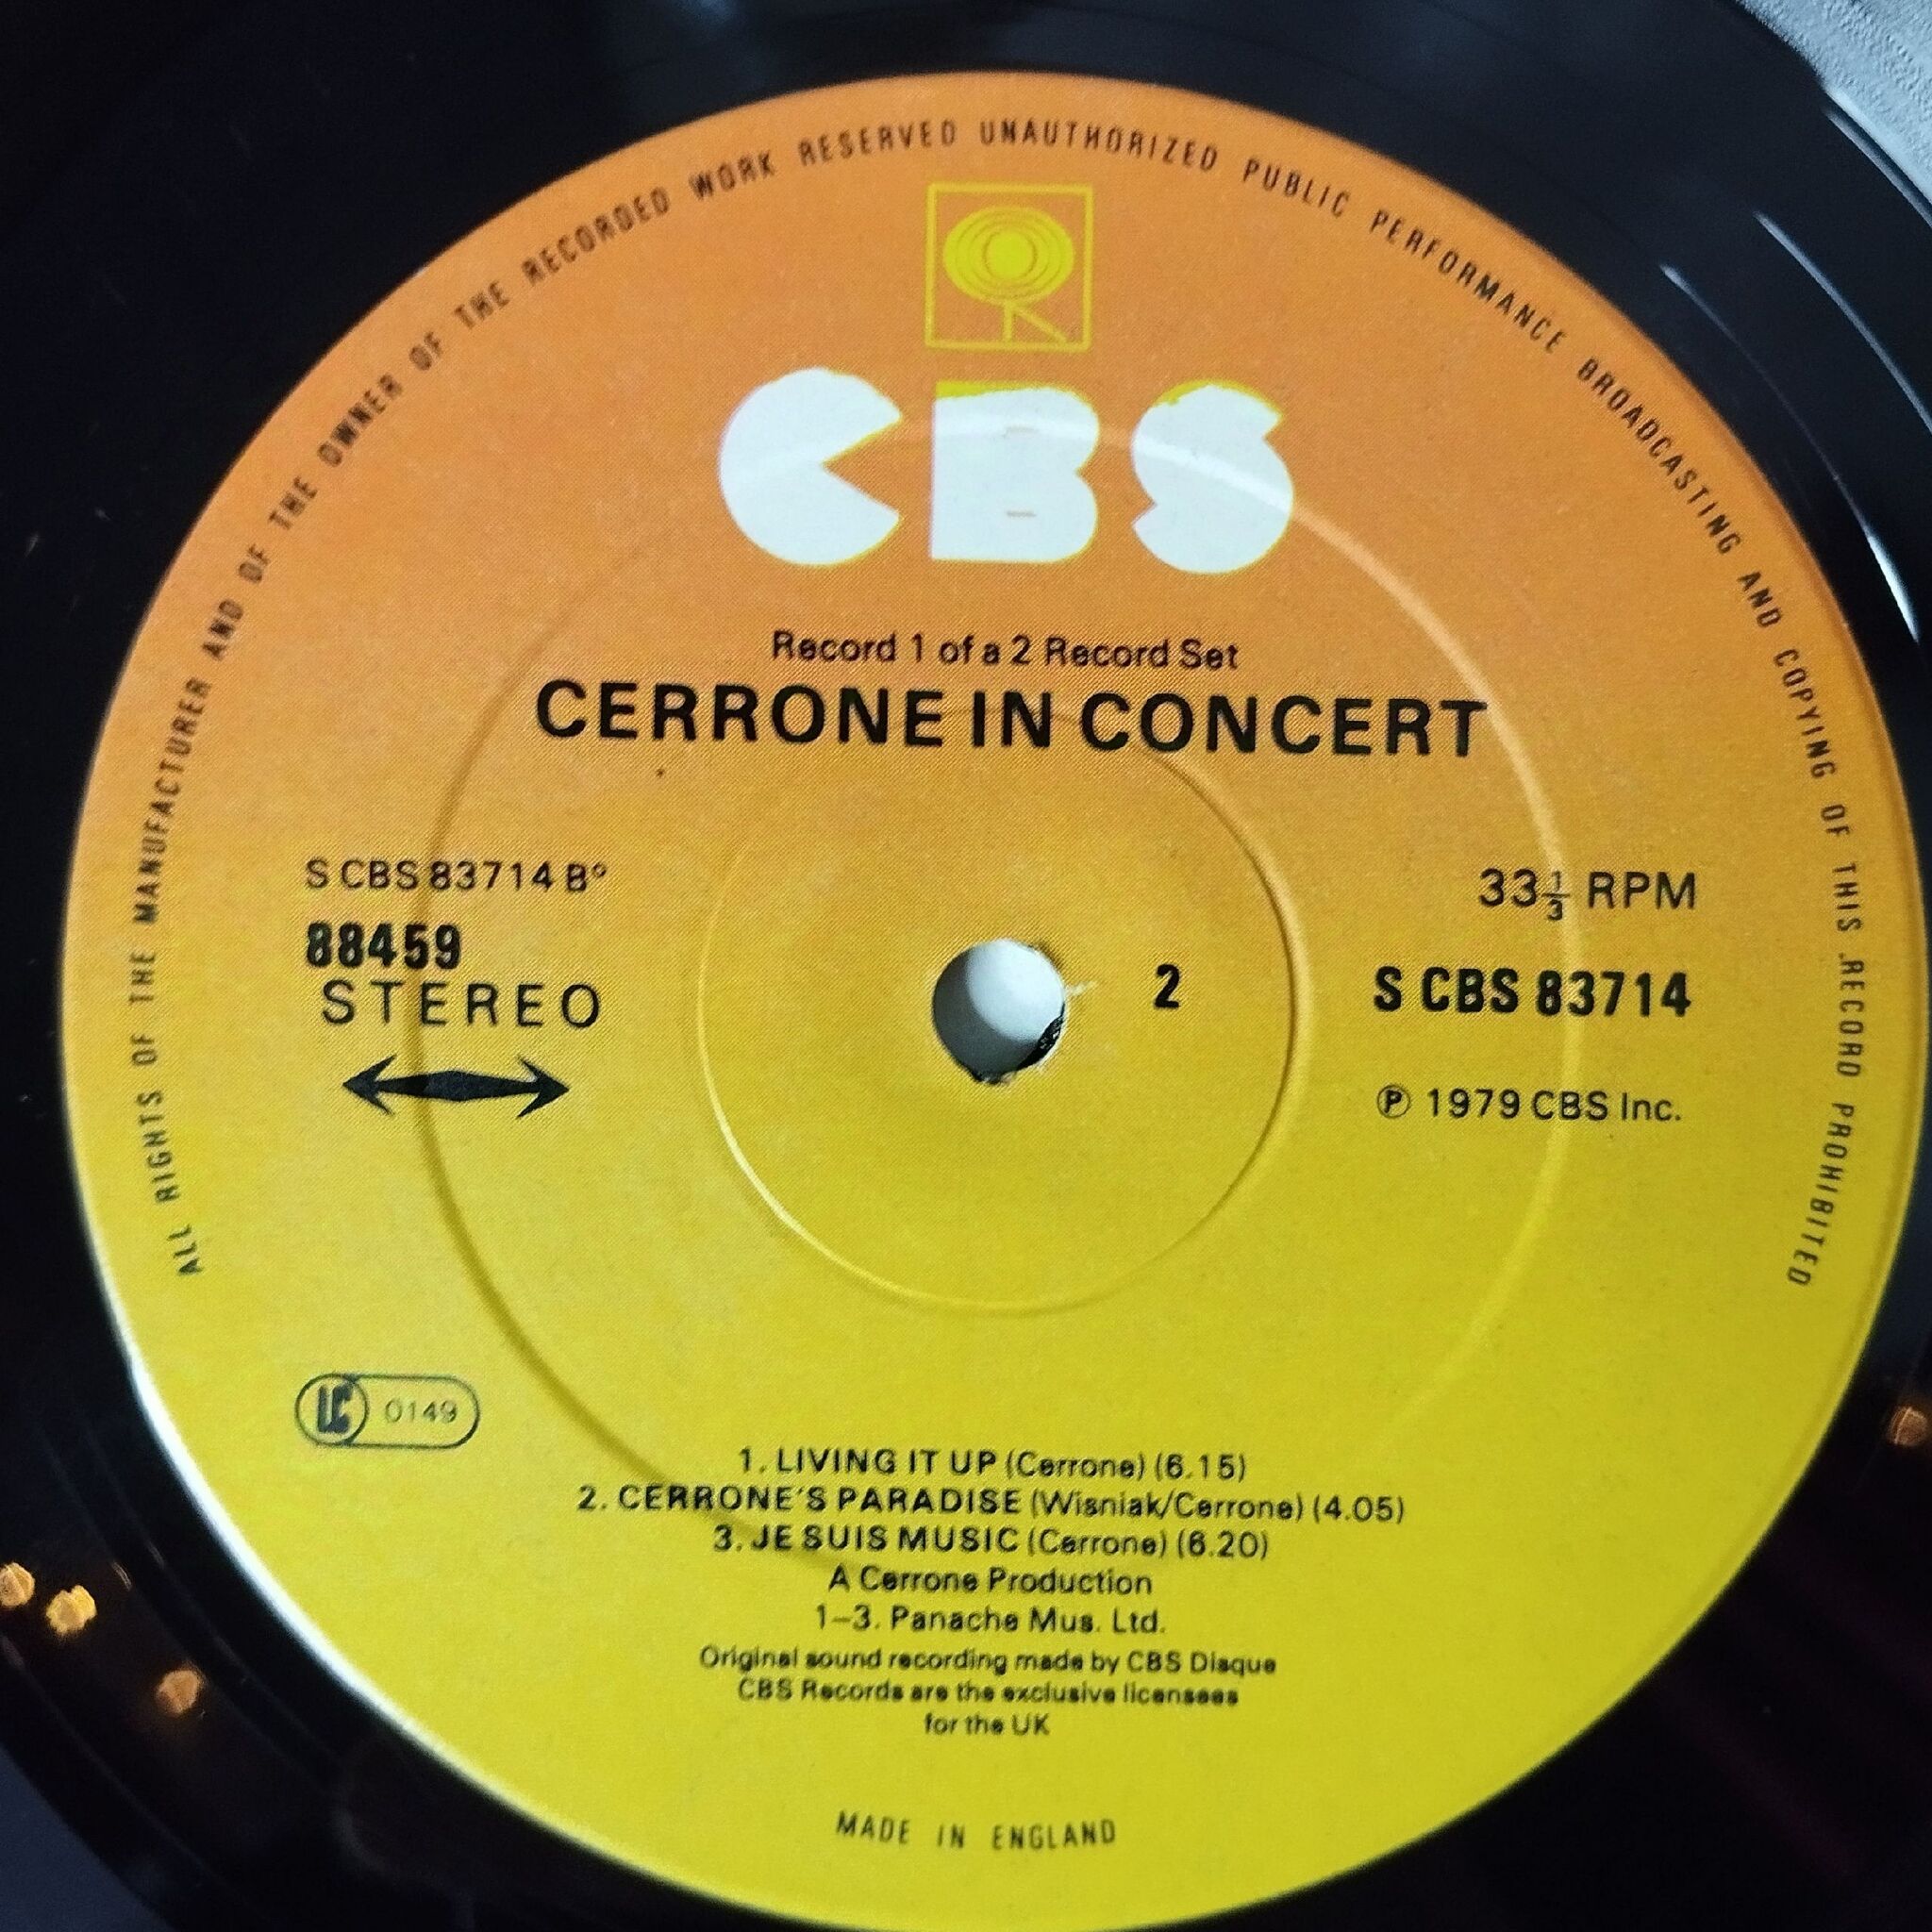 ALL RIGHTS OF THE MANUFACTURER AND OF THE OWNER OF THE RECORDED WORK RESERVED UNAUTHORIZED PUBLIC PERFORMANCE BROADCASTING AND COPYING OF THIS RECORD PROHIBITED
CBS
Record 1 of a 2 Record Set
CERRONE IN CONCERT
S CBS 83714 B°
88459
STEREO
2
33⅓ RPM
S CBS 83714
℗ 1979 CBS Inc.
LC 0149
1. LIVING IT UP (Cerrone) (6.15)
2. CERRONE'S PARADISE (Wisniak/Cerrone) (4.05)
3. JE SUIS MUSIC (Cerrone) (6.20)
A Cerrone Production
1–3. Panache Mus. Ltd.
Original sound recording made by CBS Disque
CBS Records are the exclusive licensees
for the UK
MADE IN ENGLAND